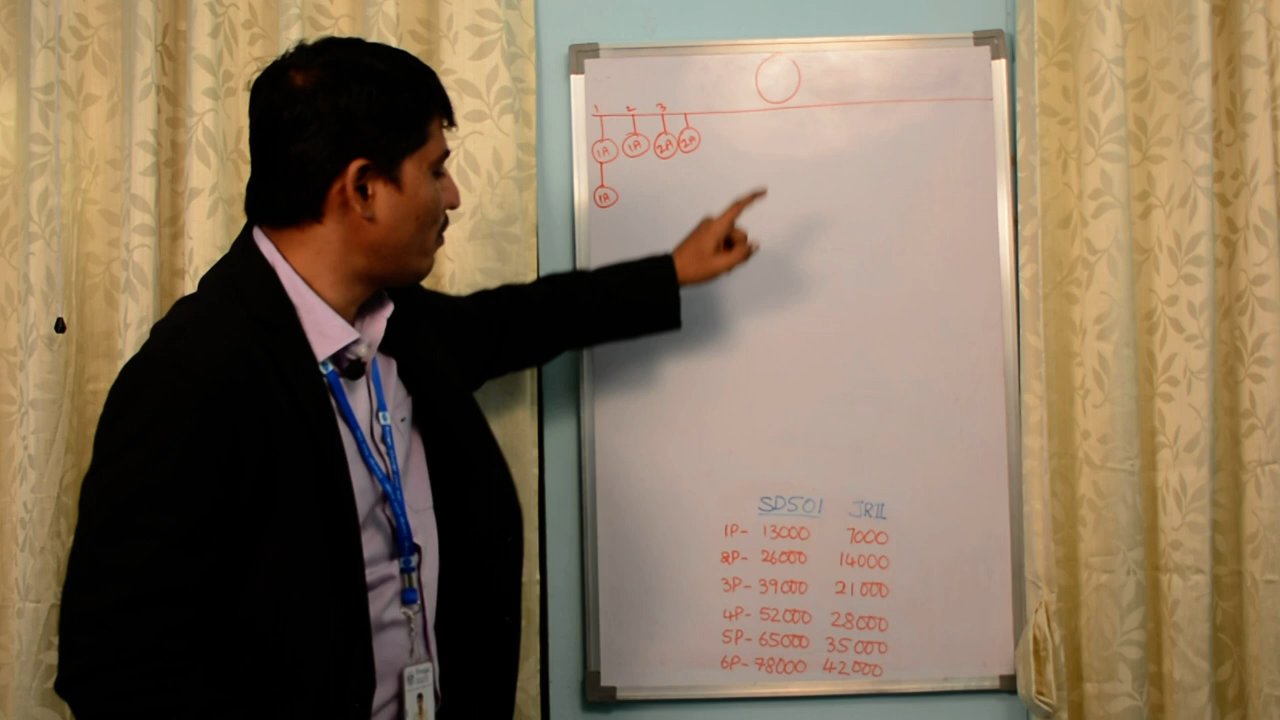 1 2 3
1A 1A 2A 2A
1A
SD501 JRII
1P- 13000 7000
2P- 26000 14000
3P- 39000 21000
4P- 52000 28000
5P- 65000 35000
6P- 78000 42000